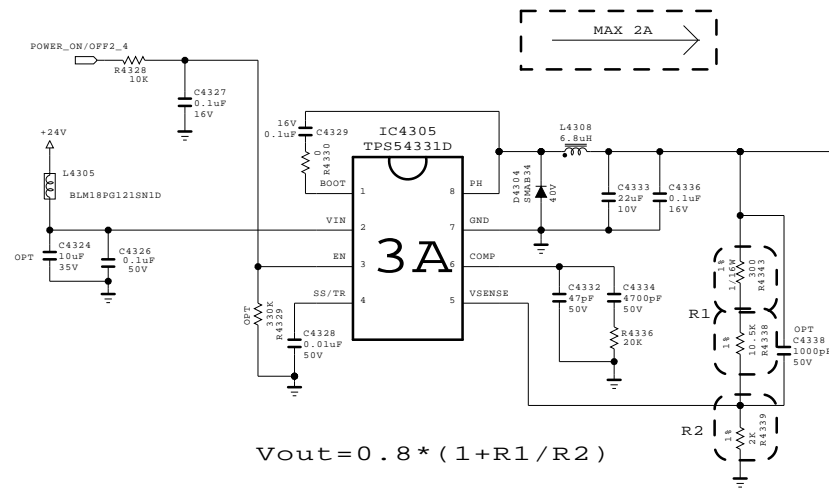 MAX 2A
POWER_ON/OFF2_4
R4328
10K
C4327
0.1uF
16V
+24V
L4305
BLM18PG121SN1D
OPT
C4324
10uF
35V
C4326
0.1uF
50V
16V
0.1uF
C4329
0
R4330
IC4305
TPS54331D
3A
BOOT
1
VIN
2
EN
3
SS/TR
4
PH
8
GND
7
COMP
6
VSENSE
5
OPT
330K
R4329
C4328
0.01uF
50V
D4304
SMAB34
40V
L4308
6.8uH
C4333
22uF
10V
C4336
0.1uF
16V
C4332
47pF
50V
C4334
4700pF
50V
R4336
20K
R1
1%
1/16W
300
R4343
1%
10.5K
R4338
OPT
C4338
1000pF
50V
R2
1%
2K
R4339
Vout=0.8*(1+R1/R2)